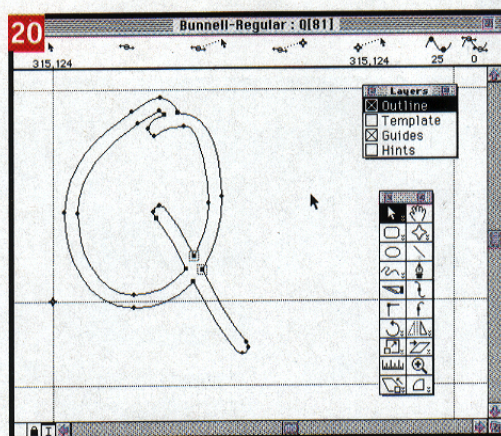 20
Bunnell-Regular : Q[81]
315,124 315,124 25 0
Layers
Outline
Template
Guides
Hints